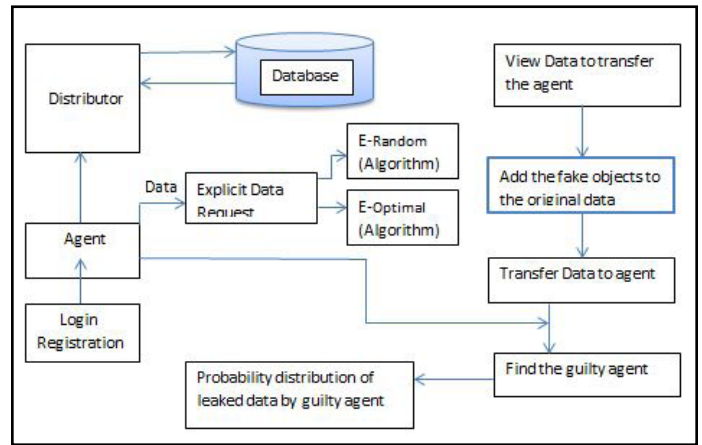 Distributor
Database
View Data to transfer
the agent
E-Random
(Algorithm)
Data
Explicit Data
Request
E-Optimal
(Algorithm)
Add the fake objects to
the original data
Agent
Transfer Data to agent
Login
Registration
Probability distribution of
leaked data by guilty agent
Find the guilty agent